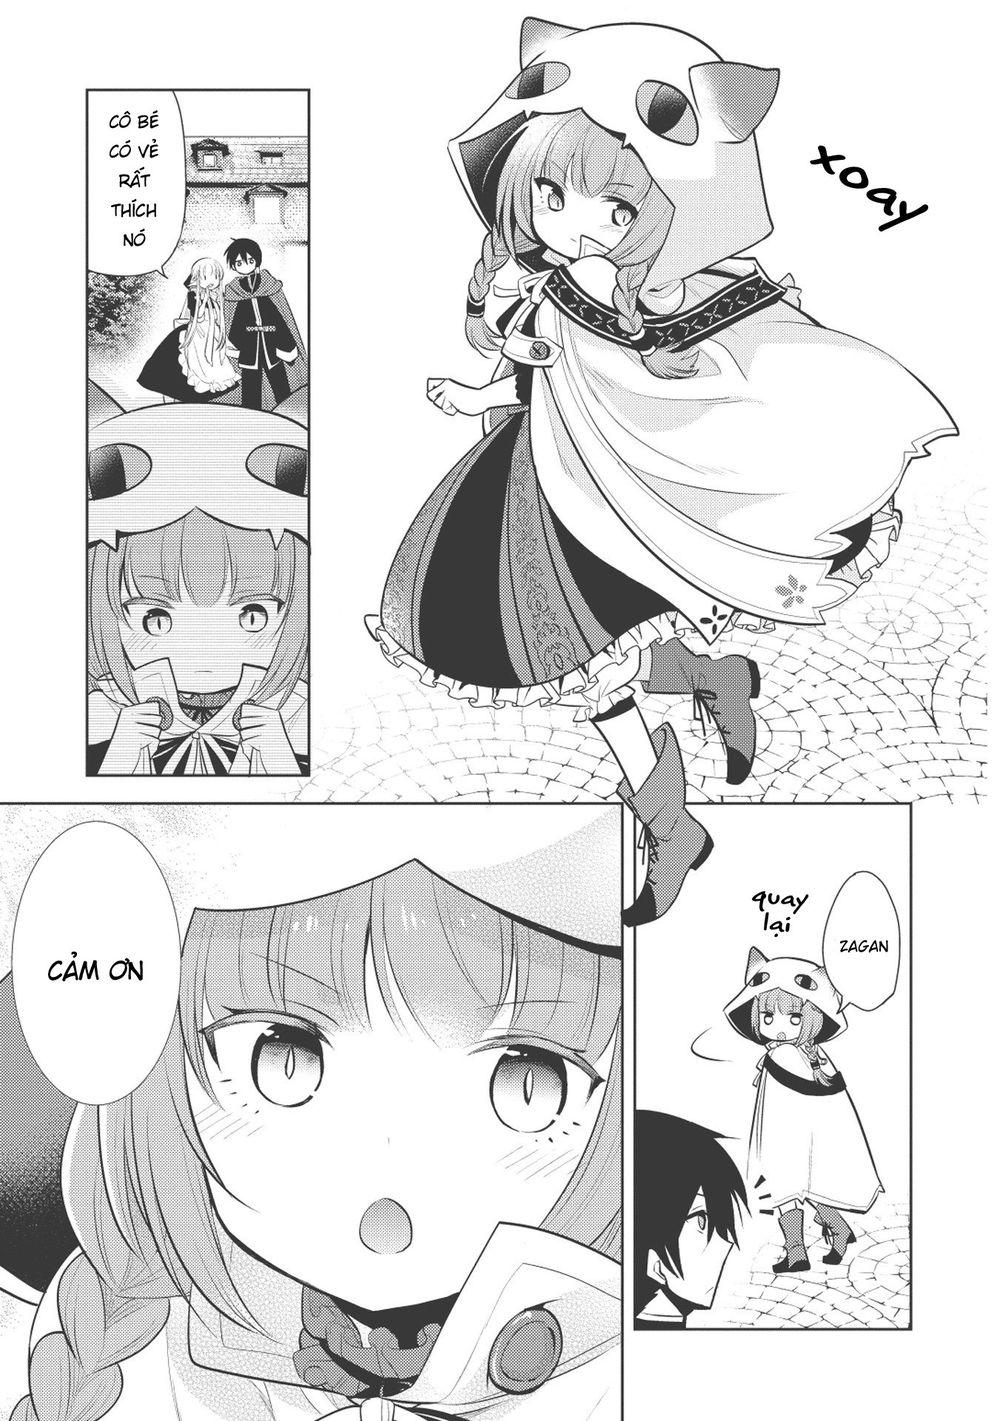 xoay
CÔ BÉ
CÓ VẺ
RẤT
THÍCH
NÓ
ZAGAN
quay
lại
CẢM ƠN